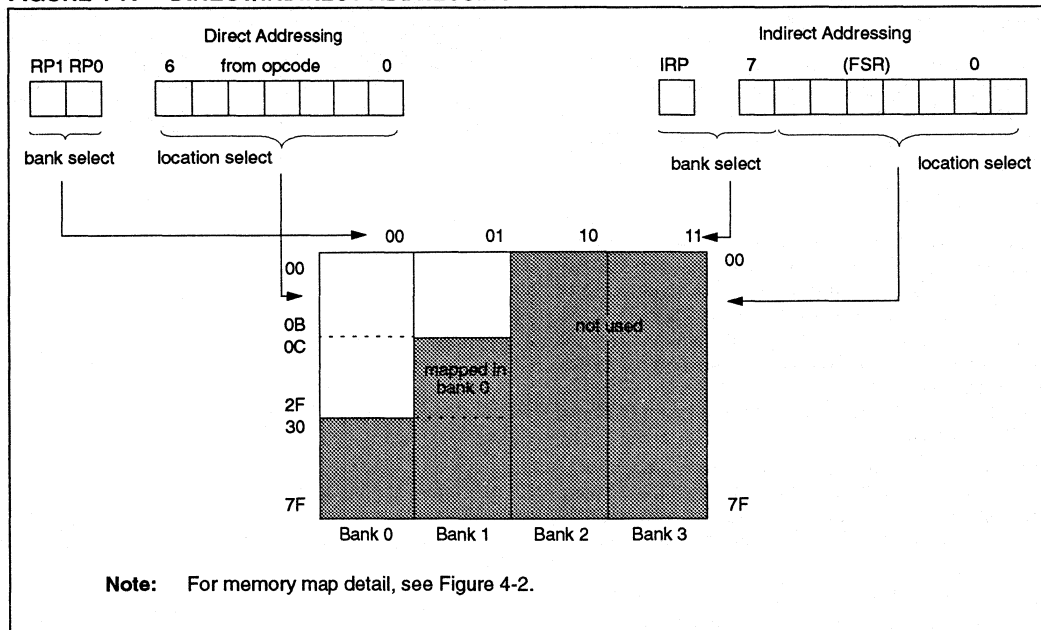 Direct Addressing
RP1 RP0 6 from opcode 0
bank select location select
Indirect Addressing
IRP 7 (FSR) 0
bank select location select
00 01 10 11
00 00
0B
0C
2F
30
7F 7F
not used
mapped in
bank 0
Bank 0 Bank 1 Bank 2 Bank 3
Note: For memory map detail, see Figure 4-2.